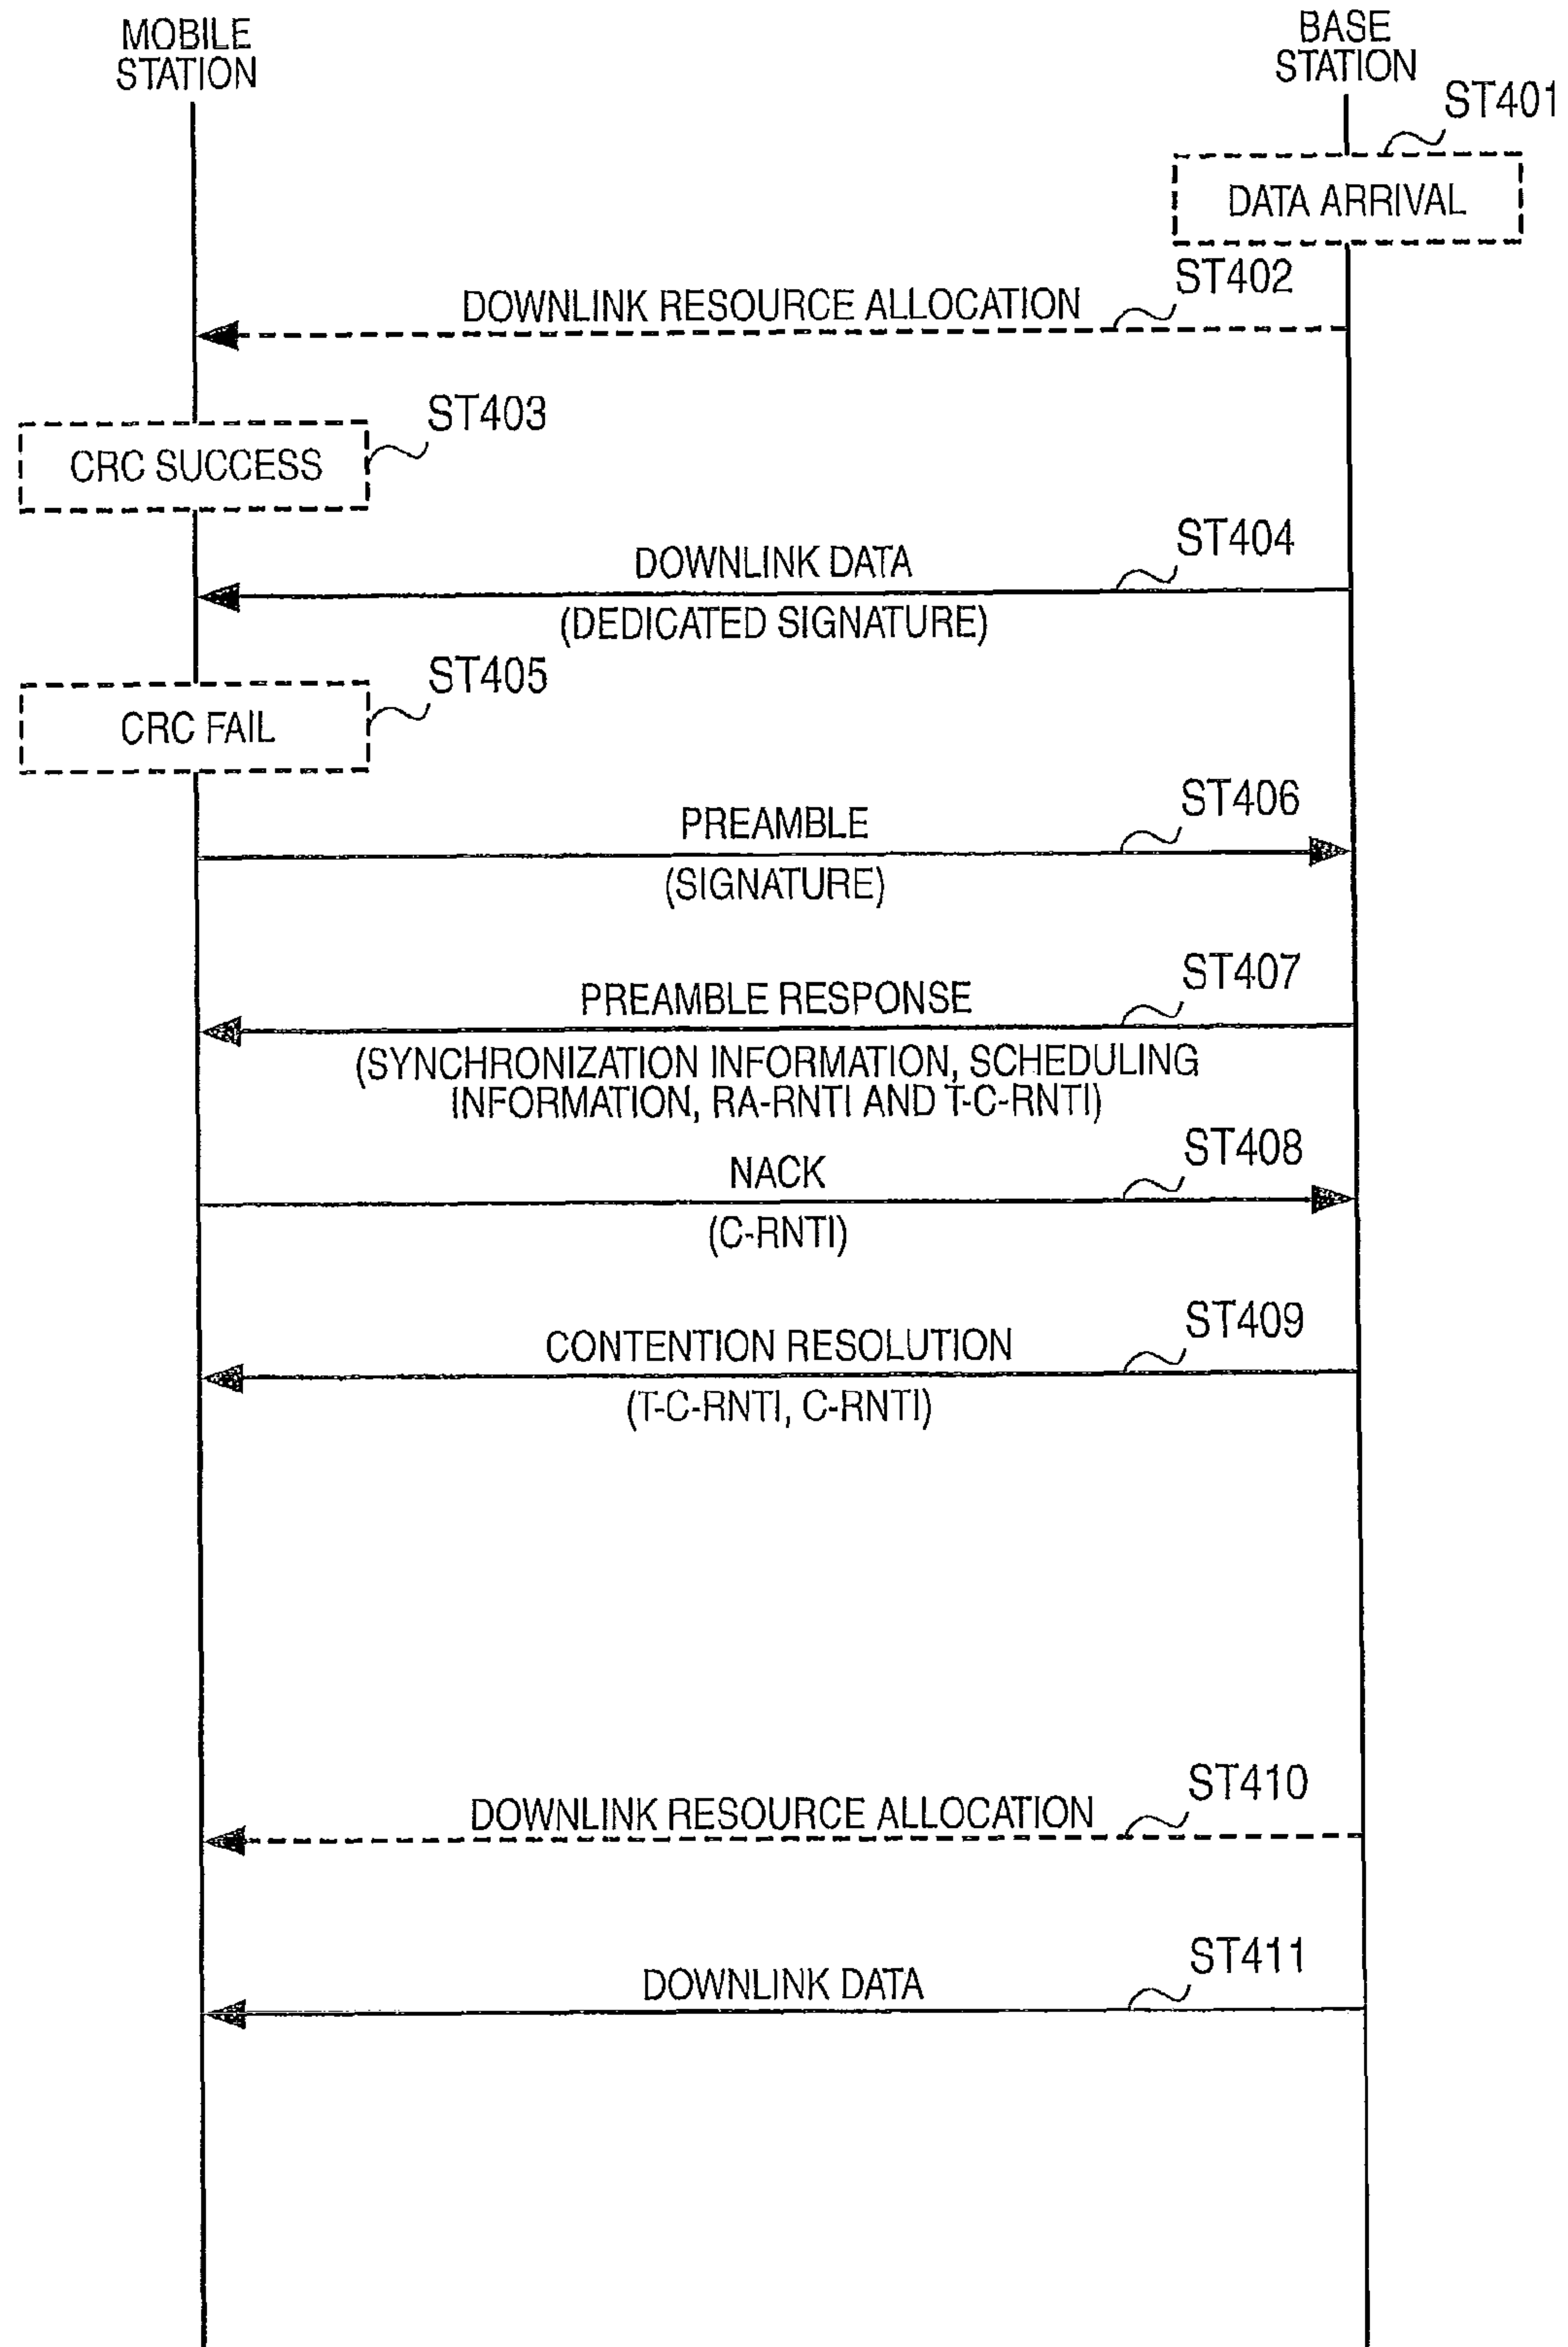 MOBILE
STATION
BASE
STATION
ST401
DATA ARRIVAL
ST402
DOWNLINK RESOURCE ALLOCATION
ST403
CRC SUCCESS
ST404
DOWNLINK DATA
(DEDICATED SIGNATURE)
ST405
CRC FAIL
ST406
PREAMBLE
(SIGNATURE)
ST407
PREAMBLE RESPONSE
(SYNCHRONIZATION INFORMATION, SCHEDULING
INFORMATION, RA-RNTI AND T-C-RNTI)
ST408
NACK
(C-RNTI)
ST409
CONTENTION RESOLUTION
(T-C-RNTI, C-RNTI)
ST410
DOWNLINK RESOURCE ALLOCATION
ST411
DOWNLINK DATA